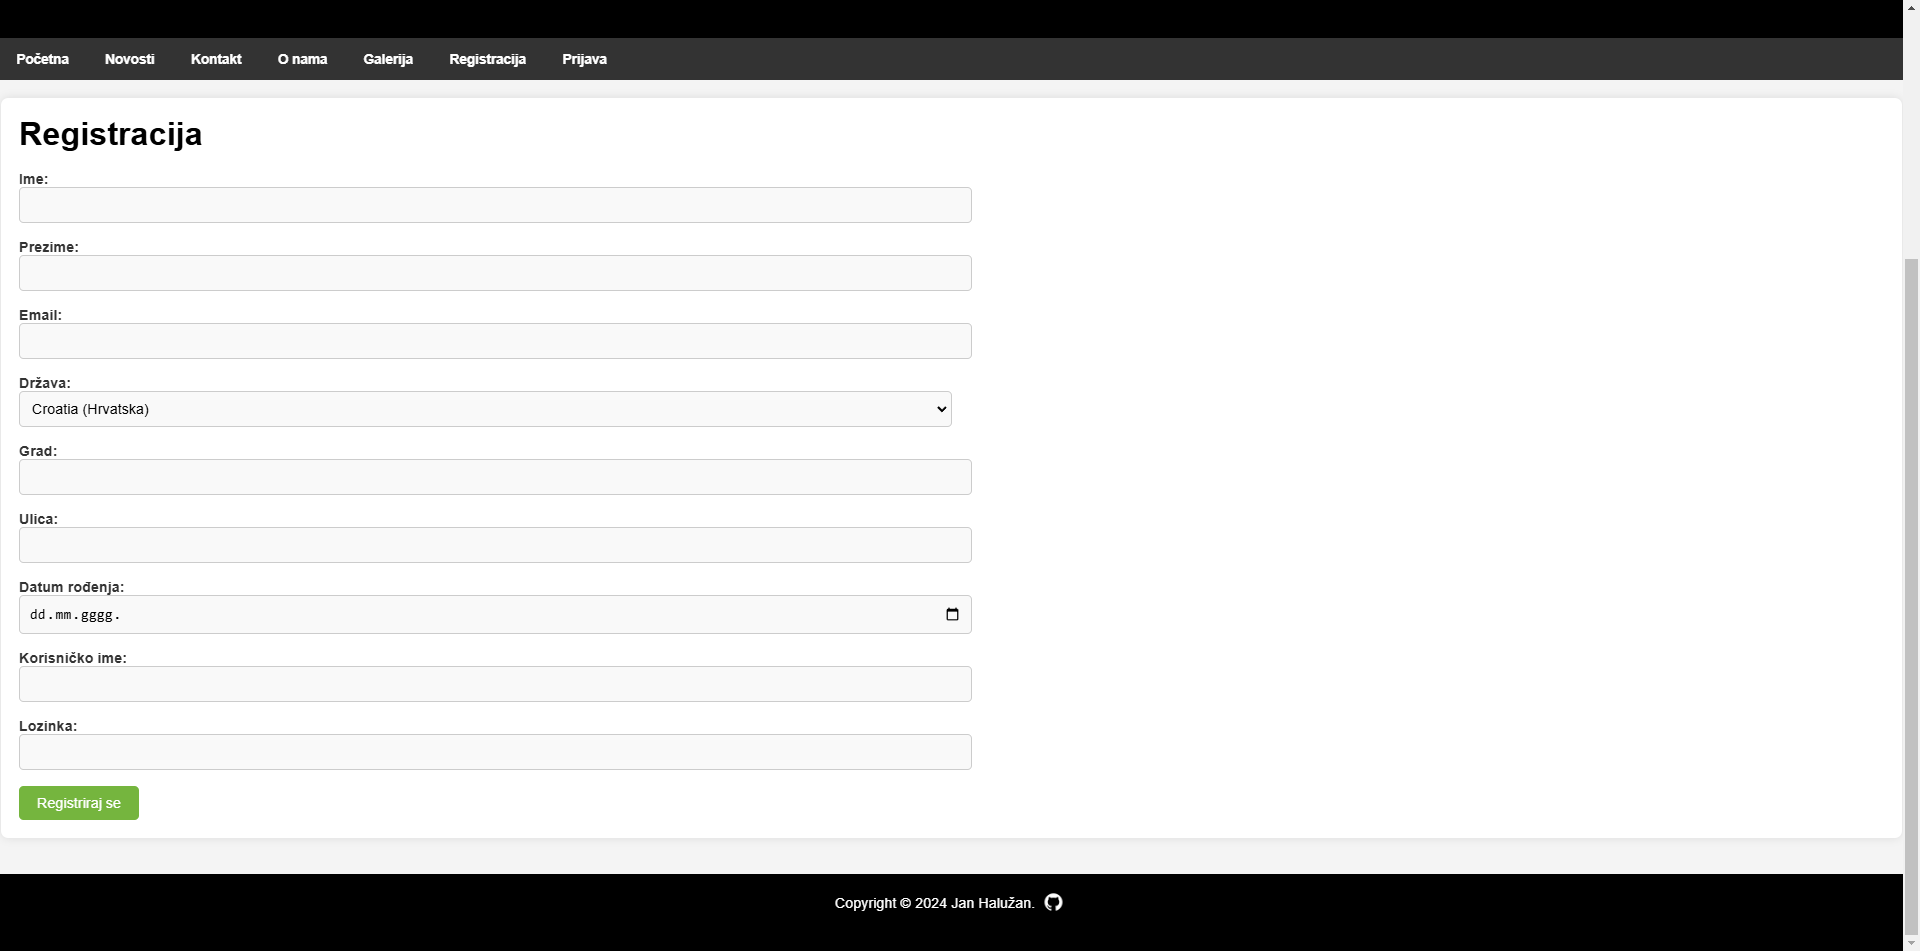 Početna Novosti Kontakt O nama Galerija Registracija Prijava
Registracija
Ime:
Prezime:
Email:
Država:
Croatia (Hrvatska)
Grad:
Ulica:
Datum rođenja:
dd.mm.gggg.
Korisničko ime:
Lozinka:
Registriraj se
Copyright © 2024 Jan Halužan.